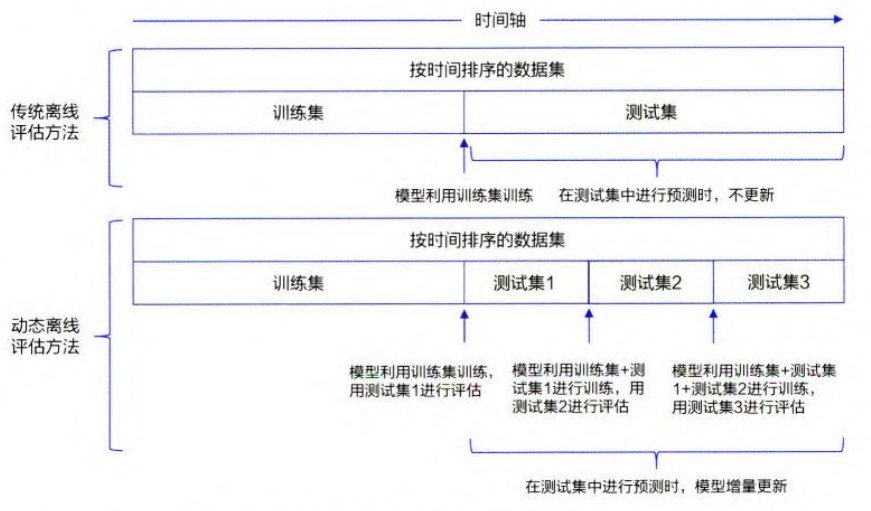 时间轴
按时间排序的数据集
传统离线
评估方法
训练集
测试集
模型利用训练集训练
在测试集中进行预测时，不更新
按时间排序的数据集
训练集
测试集1
测试集2
测试集3
动态离线
评估方法
模型利用训练集训练，
用测试集1进行评估
模型利用训练集+测
试集1进行训练，用
测试集2进行评估
模型利用训练集+测试集
1+测试集2进行训练，
用测试集3进行评估
在测试集中进行预测时，模型增量更新